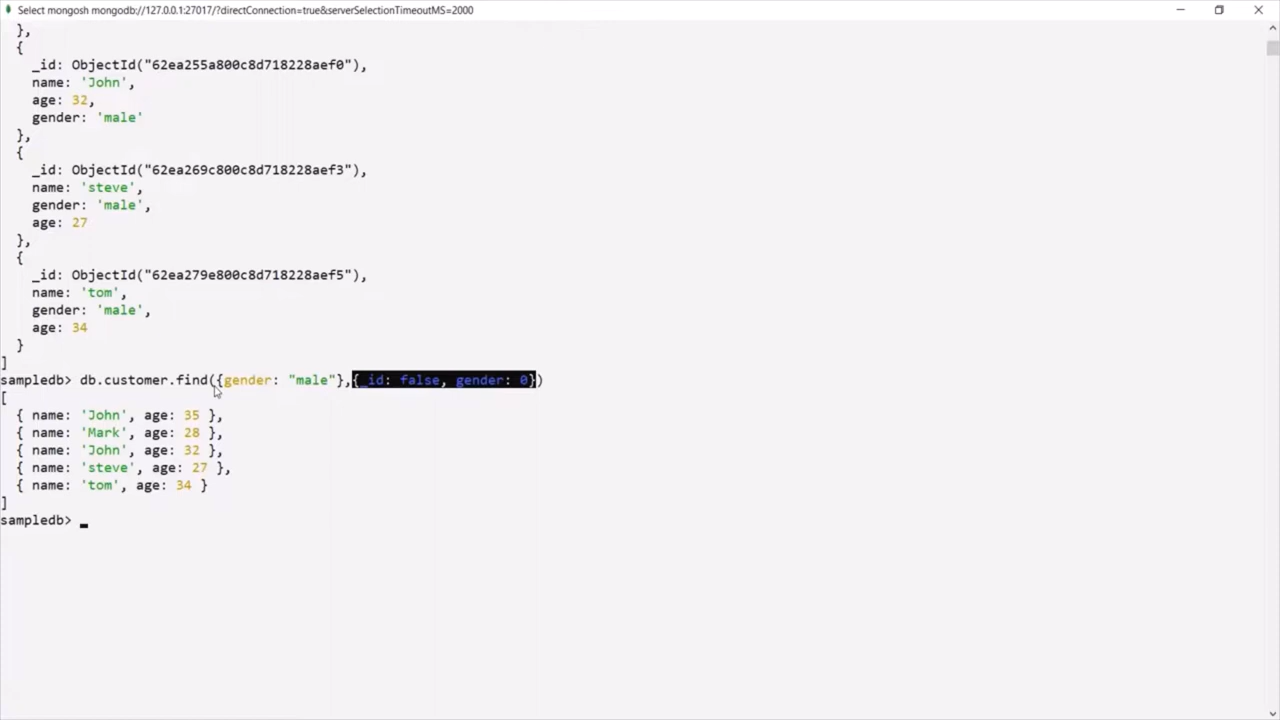 Select mongosh mongodb://127.0.0.1:27017/?directConnection=true&serverSelectionTimeoutMS=2000
},
{
_id: ObjectId("62ea255a800c8d718228aef0"),
name: 'John',
age: 32,
gender: 'male'
},
{
_id: ObjectId("62ea269c800c8d718228aef3"),
name: 'steve',
gender: 'male',
age: 27
},
{
_id: ObjectId("62ea279e800c8d718228aef5"),
name: 'tom',
gender: 'male',
age: 34
}
]
sampledb> db.customer.find({gender: "male"},{_id: false, gender: 0})
[
{ name: 'John', age: 35 },
{ name: 'Mark', age: 28 },
{ name: 'John', age: 32 },
{ name: 'steve', age: 27 },
{ name: 'tom', age: 34 }
]
sampledb>